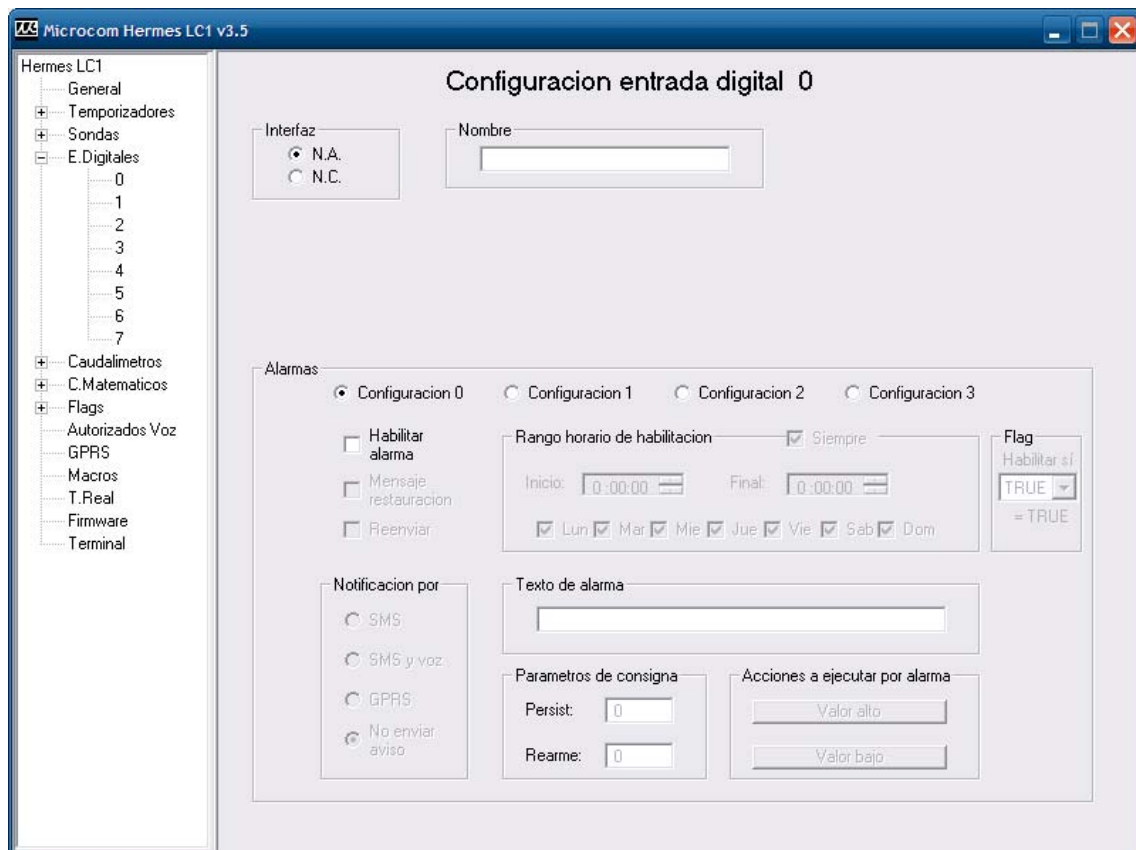 Microcom Hermes LC1 v3.5
Hermes LC1
General
Temporizadores
Sondas
E.Digitales
0
1
2
3
4
5
6
7
Caudalimetros
C.Matematicos
Flags
Autorizados Voz
GPRS
Macros
T.Real
Firmware
Terminal
Configuracion entrada digital 0
Interfaz
N.A.
N.C.
Nombre
Alarmas
Configuracion 0 Configuracion 1 Configuracion 2 Configuracion 3
Habilitar
alarma
Mensaje
restauracion
Reenviar
Rango horario de habilitacion Siempre
Inicio: 0:00:00 Final: 0:00:00
Lun Mar Mie Jue Vie Sab Dom
Flag
Habilitar sí
TRUE
= TRUE
Notificacion por
SMS
SMS y voz
GPRS
No enviar
aviso
Texto de alarma
Parametros de consigna
Persist: 0
Rearme: 0
Acciones a ejecutar por alarma
Valor alto
Valor bajo